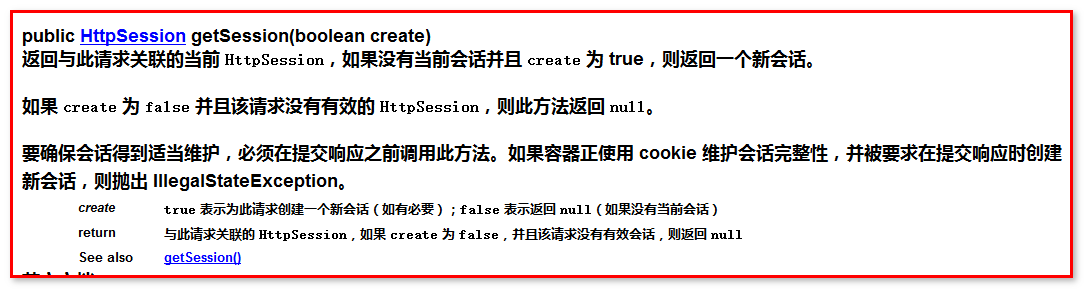 public HttpSession getSession(boolean create)
返回与此请求关联的当前 HttpSession，如果没有当前会话并且 create 为 true，则返回一个新会话。
如果 create 为 false 并且该请求没有有效的 HttpSession，则此方法返回 null。
要确保会话得到适当维护，必须在提交响应之前调用此方法。如果容器正使用 cookie 维护会话完整性，并被要求在提交响应时创建
新会话，则抛出 IllegalStateException。
create true 表示为此请求创建一个新会话（如有必要）；false 表示返回 null（如果没有当前会话）
return 与此请求关联的 HttpSession，如果 create 为 false，并且该请求没有有效会话，则返回 null
See also getSession()